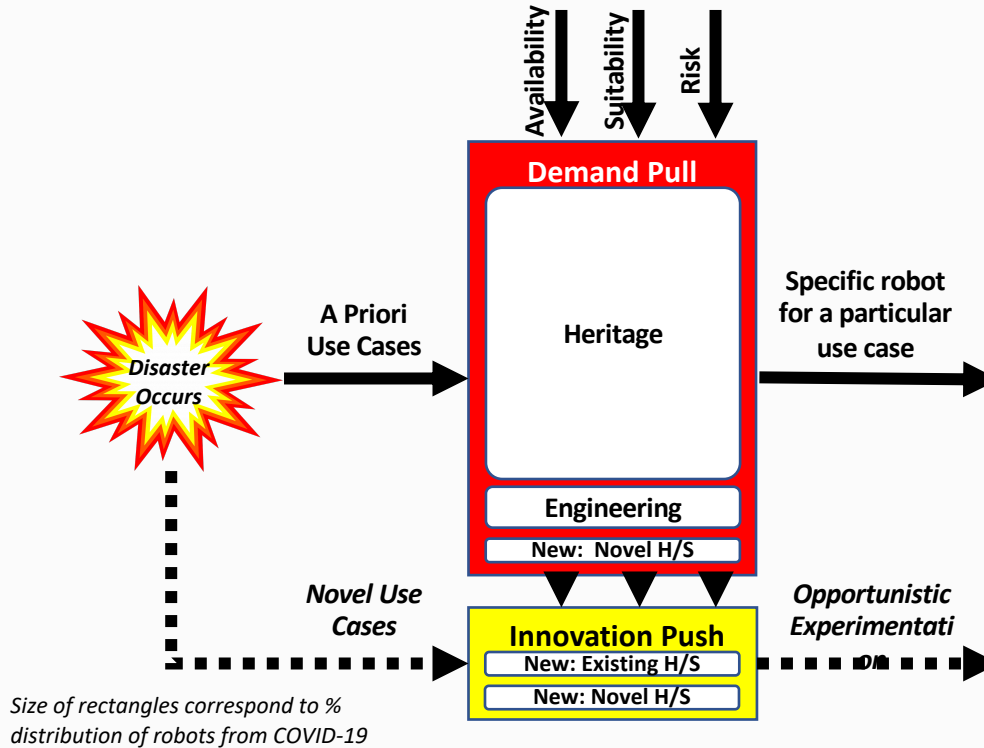 Availability
Suitability
Risk
Demand Pull
Heritage
Engineering
New:  Novel H/S
A Priori
Use Cases
Disaster
Occurs
Specific robot
for a particular
use case
Novel Use
Cases
Innovation Push
New: Existing H/S
New: Novel H/S
Opportunistic
Experimentati
on
Size of rectangles correspond to %
distribution of robots from COVID-19